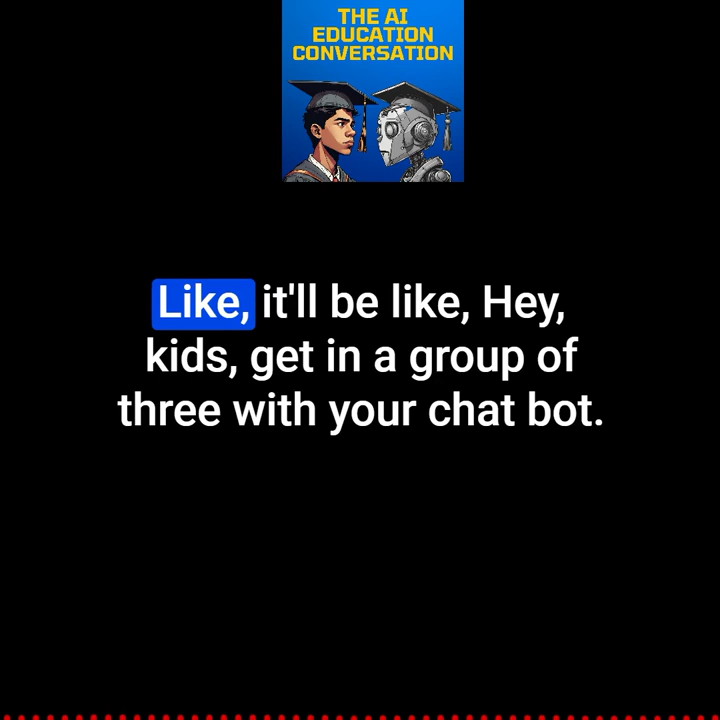 THE AI
EDUCATION
CONVERSATION
Like, it'll be like, Hey,
kids, get in a group of
three with your chat bot.